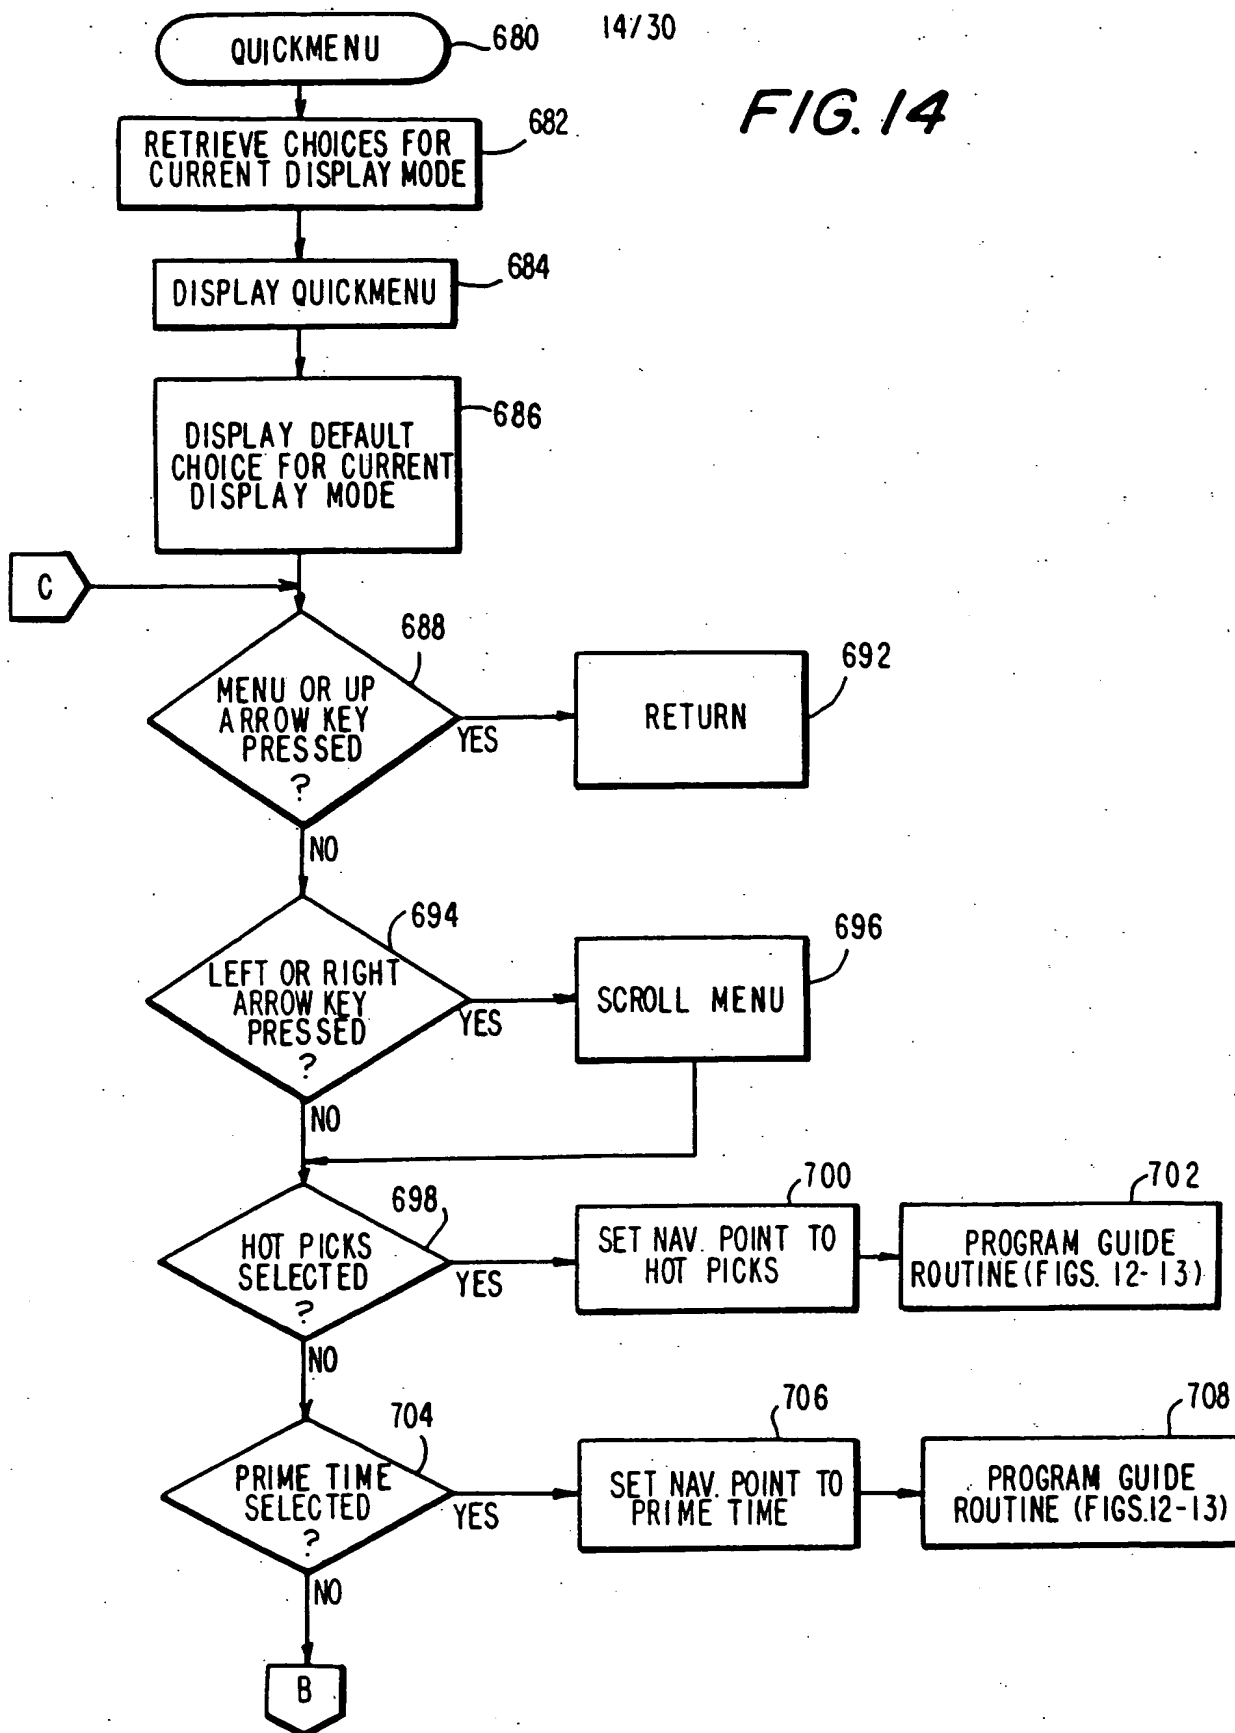 QUICKMENU
680
14/30
FIG. 14
682
RETRIEVE CHOICES FOR
CURRENT DISPLAY MODE
684
DISPLAY QUICKMENU
686
DISPLAY DEFAULT
CHOICE FOR CURRENT
DISPLAY MODE
C
688
MENU OR UP
ARROW KEY
PRESSED
?
YES
692
RETURN
NO
694
LEFT OR RIGHT
ARROW KEY
PRESSED
?
YES
696
SCROLL MENU
NO
698
HOT PICKS
SELECTED
?
YES
700
SET NAV. POINT TO
HOT PICKS
702
PROGRAM GUIDE
ROUTINE (FIGS. 12-13)
NO
704
PRIME TIME
SELECTED
?
YES
706
SET NAV. POINT TO
PRIME TIME
708
PROGRAM GUIDE
ROUTINE (FIGS.12-13)
NO
B